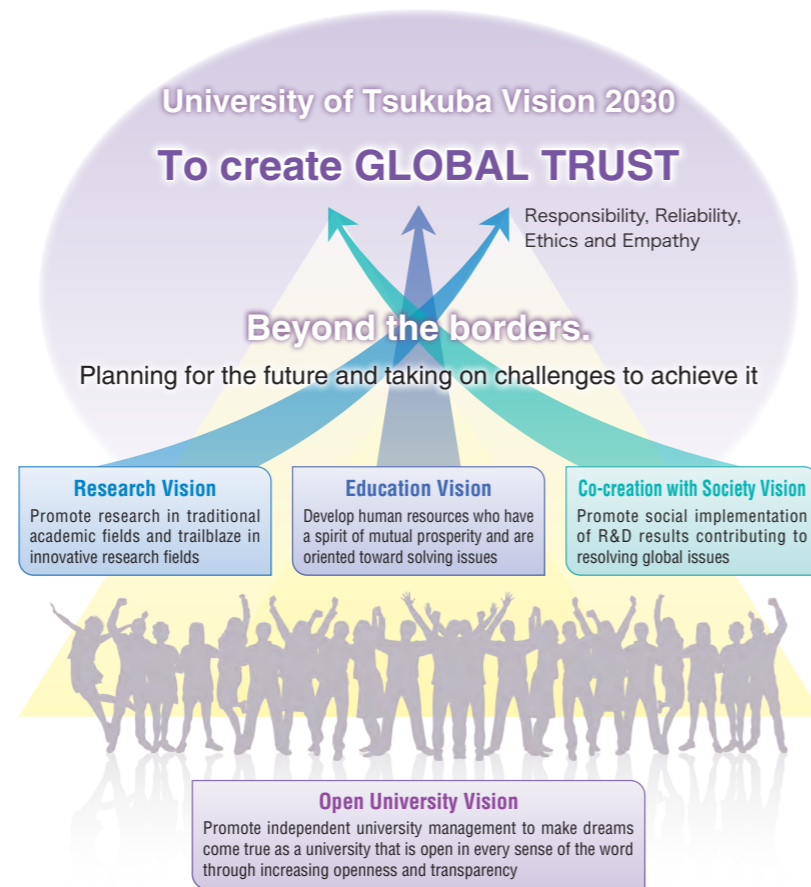 University of Tsukuba Vision 2030
To create GLOBAL TRUST
Responsibility, Reliability,
Ethics and Empathy
Beyond the borders.
Planning for the future and taking on challenges to achieve it
Research Vision
Promote research in traditional
academic fields and trailblaze in
innovative research fields
Education Vision
Develop human resources who have
a spirit of mutual prosperity and are
oriented toward solving issues
Co-creation with Society Vision
Promote social implementation
of R&D results contributing to
resolving global issues
Open University Vision
Promote independent university management to make dreams
come true as a university that is open in every sense of the word
through increasing openness and transparency